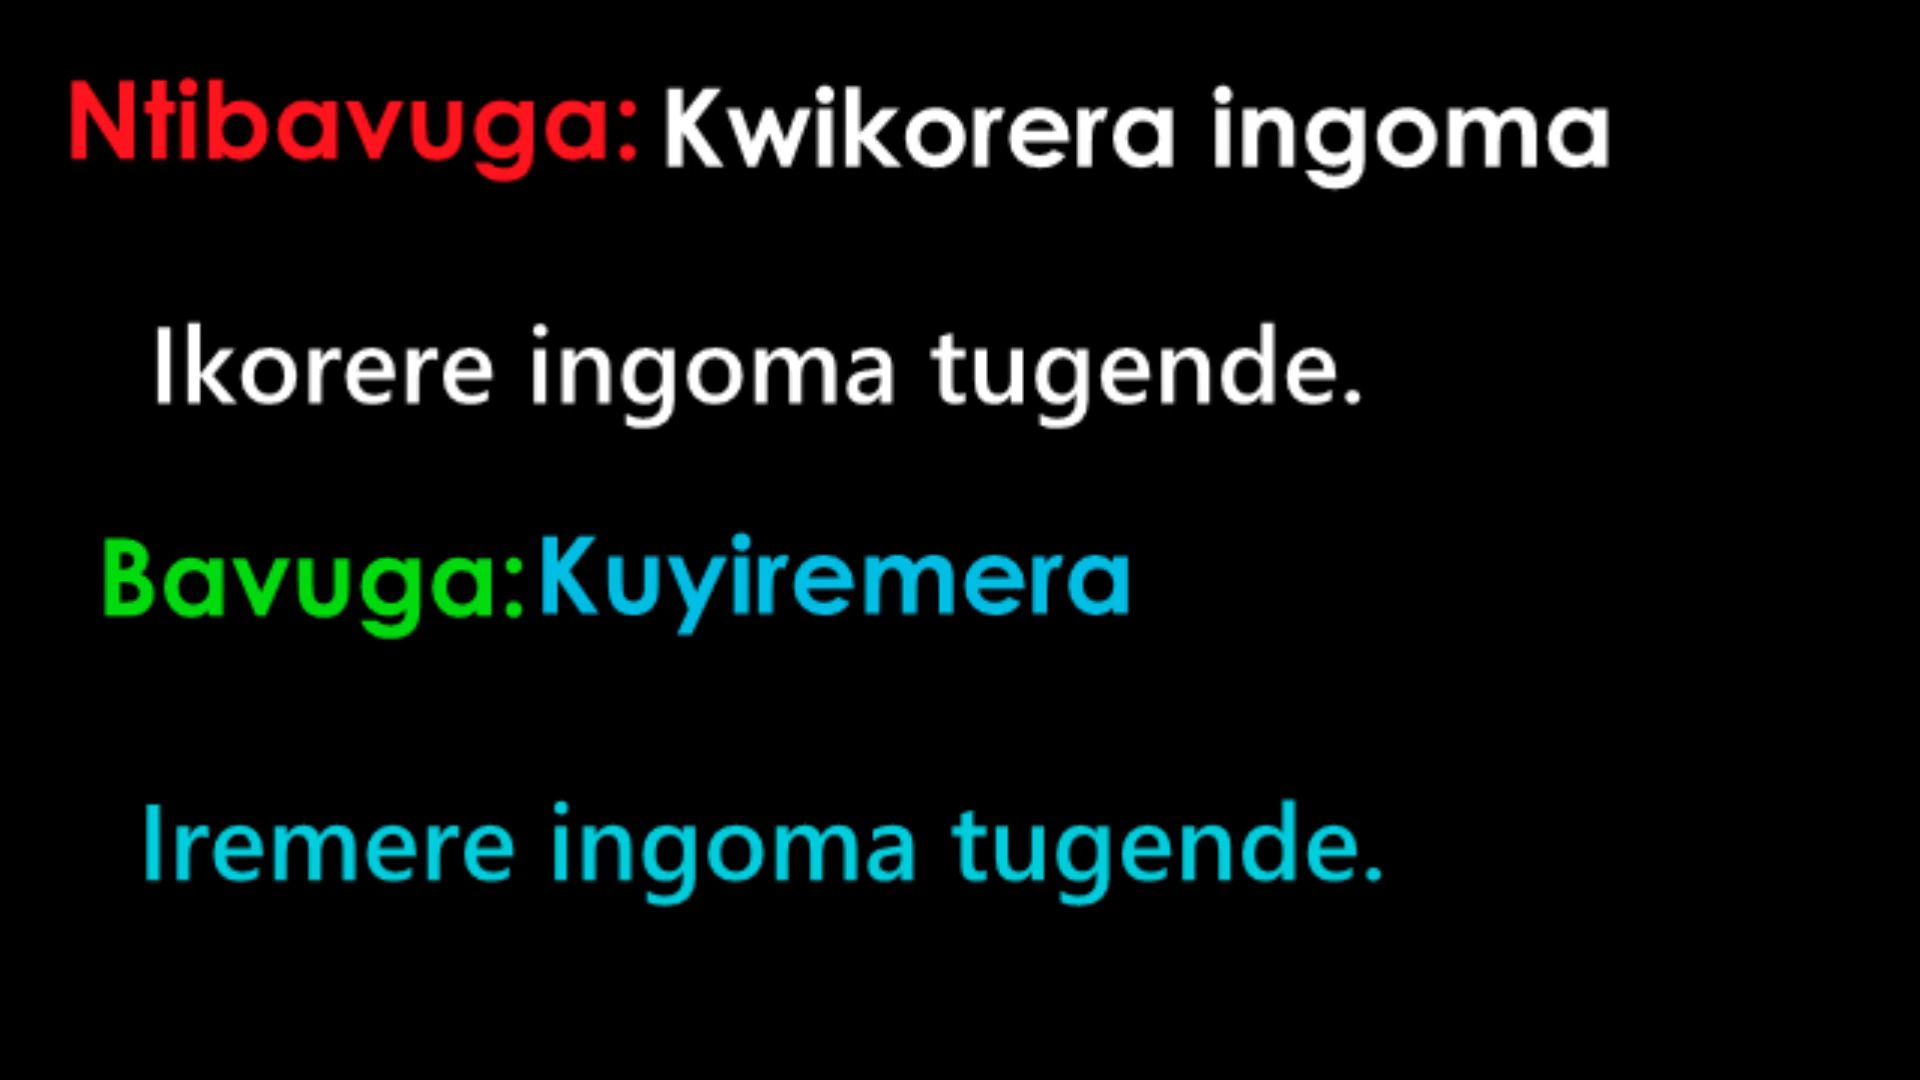 Ntibavuga: Kwikorera ingoma
Ikorere ingoma tugende.
Bavuga: Kuyiremera
Iremere ingoma tugende.